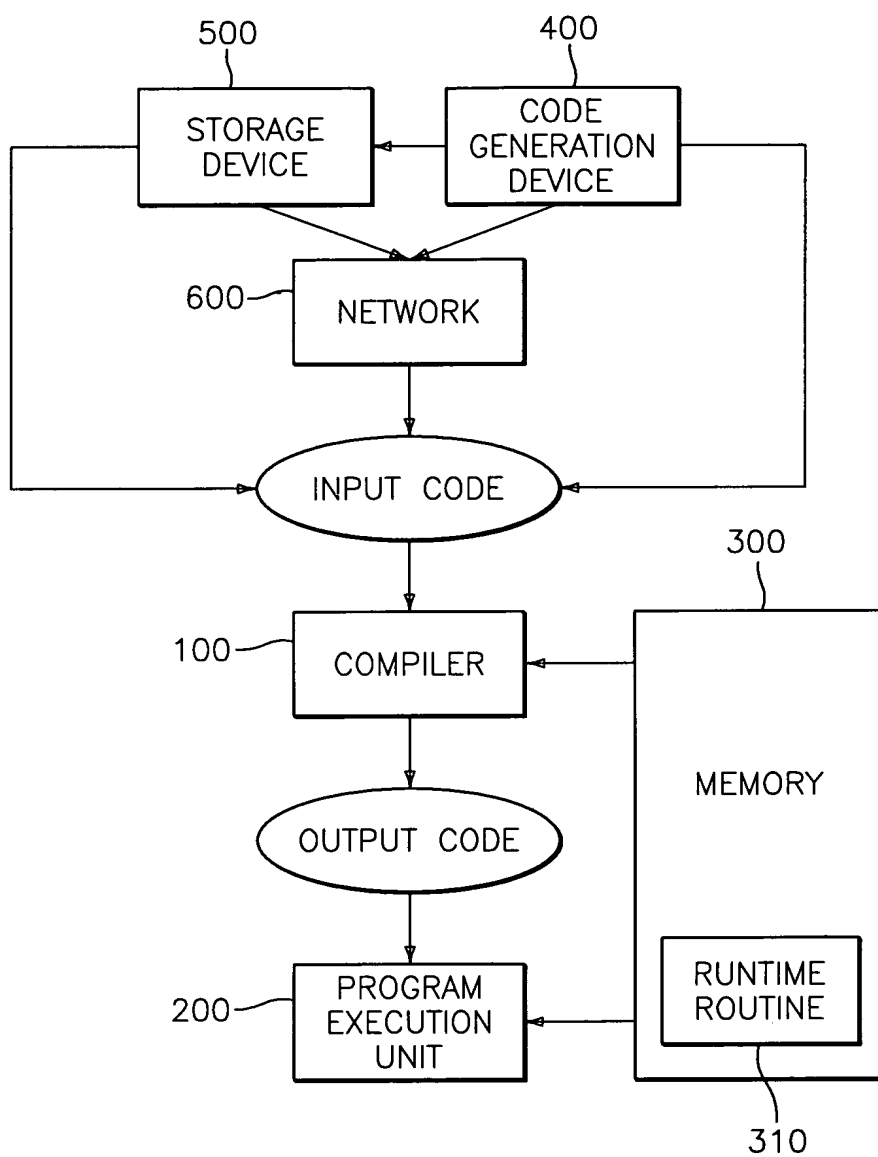 500
400
STORAGE
DEVICE
CODE
GENERATION
DEVICE
600
NETWORK
INPUT CODE
300
100
COMPILER
MEMORY
OUTPUT CODE
200
PROGRAM
EXECUTION
UNIT
RUNTIME
ROUTINE
310